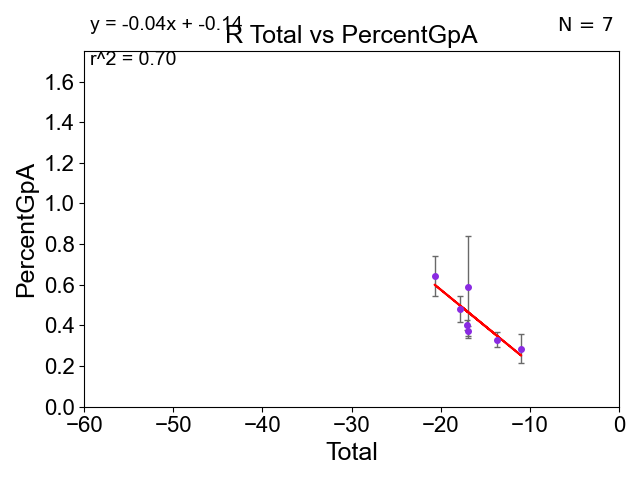 y = -0.04x + -0.14
R Total vs PercentGpA
N = 7
r^2 = 0.70
PercentGpA
1.6
1.4
1.2
1.0
0.8
0.6
0.4
0.2
0.0
−60 −50 −40 −30 −20 −10 0
Total